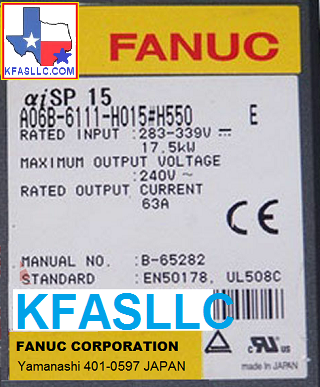 KFASLLC.COM
FANUC
αiSP 15
A06B-6111-H015#H550 E
RATED INPUT :283-339V⎓
17.5kW
MAXIMUM OUTPUT VOLTAGE
:240V～
RATED OUTPUT CURRENT
63A
CE
MANUAL NO. :B-65282
STANDARD :EN50178, UL508C
KFASLLC
FANUC CORPORATION
Yamanashi 401-0597 JAPAN
c UL US
made in JAPAN